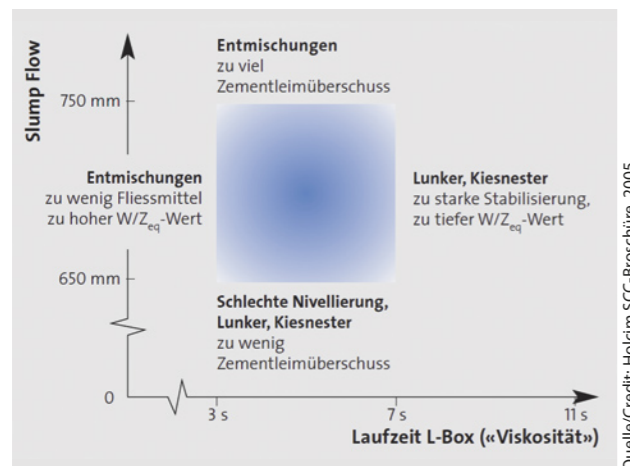 Slump Flow
750 mm
650 mm
0
Entmischungen
zu viel
Zementleimüberschuss
Entmischungen
zu wenig Fliessmittel
zu hoher W/Zeq-Wert
Lunker, Kiesnester
zu starke Stabilisierung,
zu tiefer W/Zeq-Wert
Schlechte Nivellierung,
Lunker, Kiesnester
zu wenig
Zementleimüberschuss
3 s
7 s
11 s
Laufzeit L-Box («Viskosität»)
Quelle/Credit: Holcim SCC-Broschüre, 2005